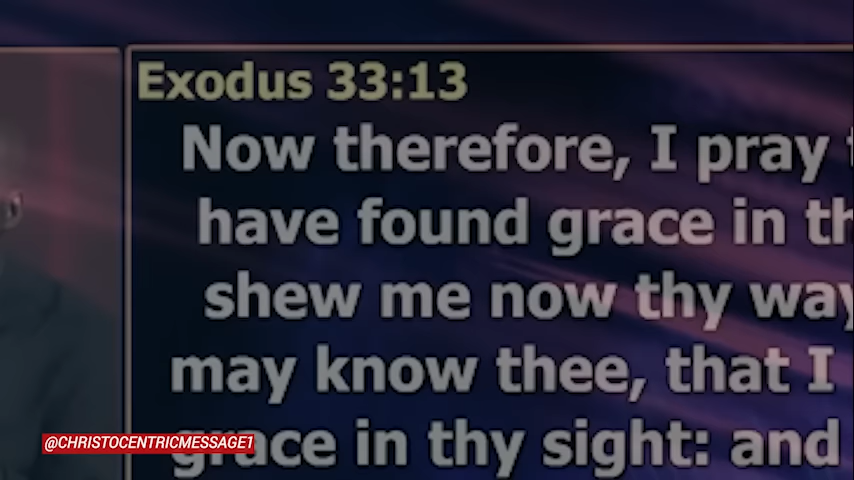 Exodus 33:13
Now therefore, I pray
have found grace in th
shew me now thy way
may know thee, that I
grace in thy sight: and
@CHRISTOCENTRICMESSAGE1